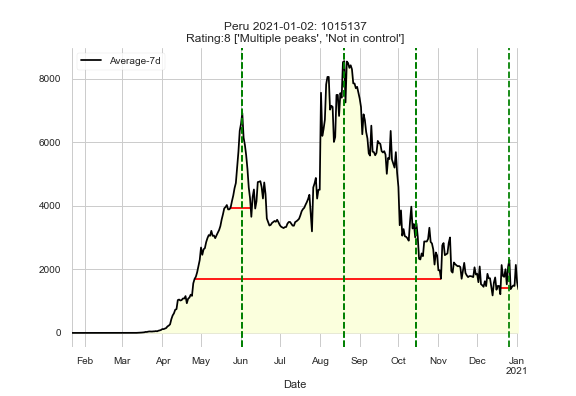 Peru 2021-01-02: 1015137
Rating:8 ['Multiple peaks', 'Not in control']
Average-7d
8000
6000
4000
2000
0
Feb Mar Apr May Jun Jul Aug Sep Oct Nov Dec Jan
2021
Date